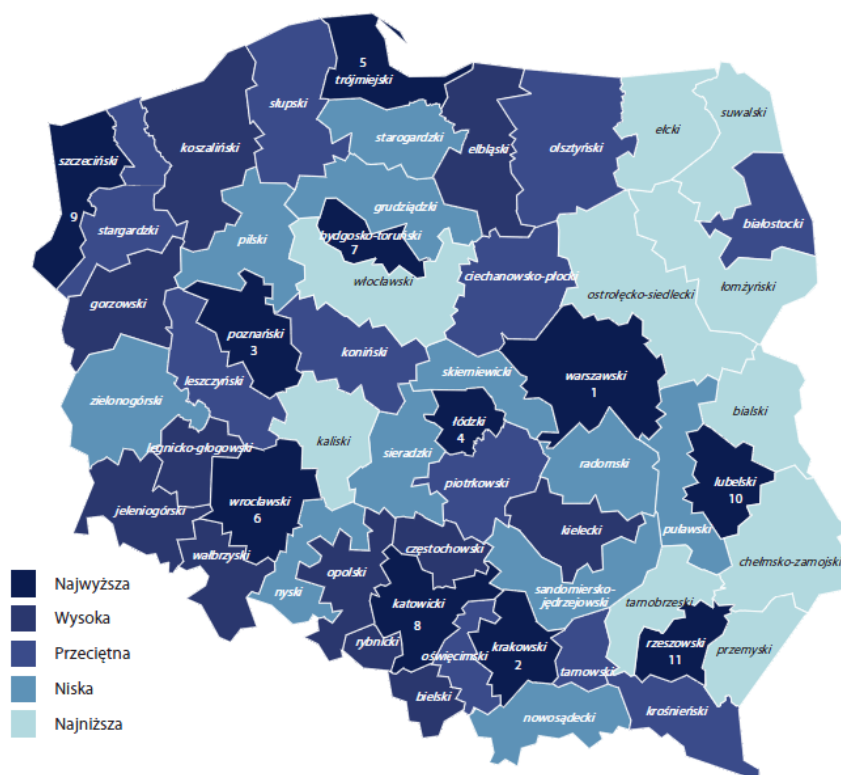 5
trójmiejski
słupski
suwalski
ełcki
starogardzki
koszaliński
elbląski
olsztyński
szczeciński
9
grudziądzki
białostocki
stargardzki
bydgosko-toruński
7
pilski
ciechanowsko-płocki
włocławski
łomżyński
ostrołęcko-siedlecki
gorzowski
poznański
3
koniński
skierniewicki
warszawski
1
leszczyński
zielonogórski
bialski
łódzki
4
kaliski
legnicko-głogowski
sieradzki
radomski
piotrkowski
lubelski
10
wrocławski
6
jeleniogórski
kielecki
puławski
wałbrzyski
częstochowski
chełmsko-zamojski
opolski
nyski
sandomiersko-
jędrzejowski
tarnobrzeski
katowicki
8
rybnicki
oświęcimski
krakowski
2
rzeszowski
11
przemyski
tarnowski
bielski
nowosądecki
krośnieński
Najwyższa
Wysoka
Przeciętna
Niska
Najniższa